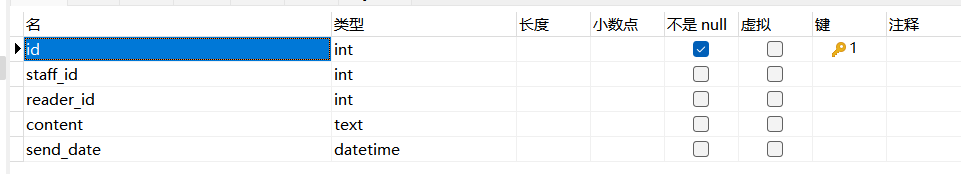 名 类型 长度 小数点 不是 null 虚拟 键 注释
id int 1
staff_id int
reader_id int
content text
send_date datetime